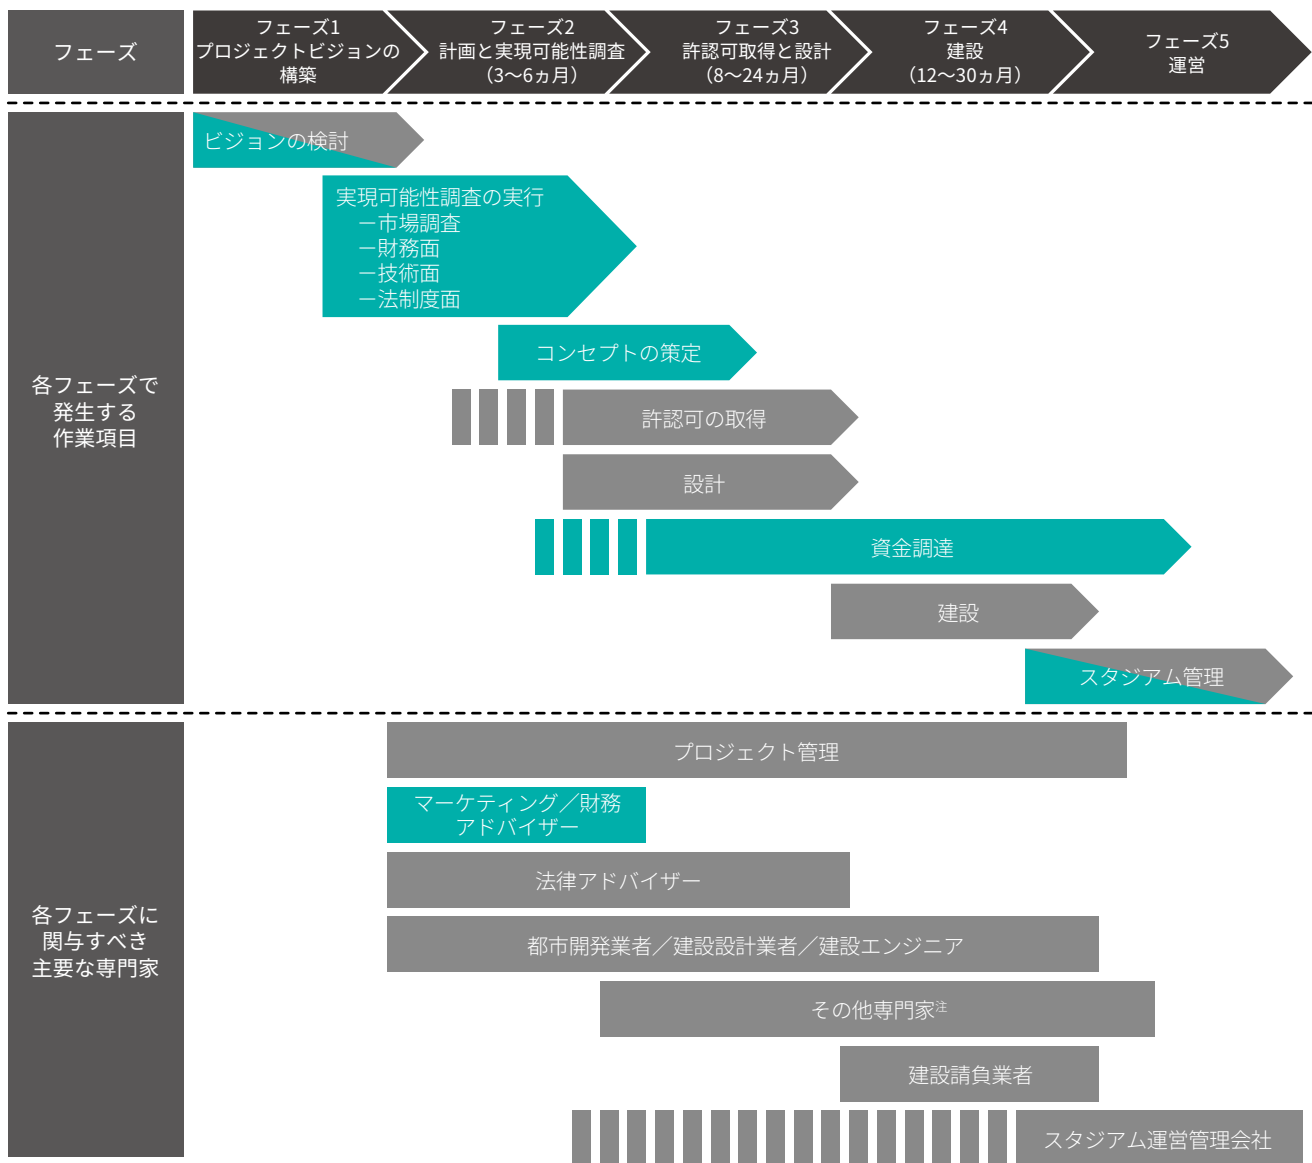 フェーズ
フェーズ1
プロジェクトビジョンの
構築
フェーズ2
計画と実現可能性調査
（3〜6ヵ月）
フェーズ3
許認可取得と設計
（8〜24ヵ月）
フェーズ4
建設
（12〜30ヵ月）
フェーズ5
運営
各フェーズで
発生する
作業項目
ビジョンの検討
実現可能性調査の実行
－市場調査
－財務面
－技術面
－法制度面
コンセプトの策定
許認可の取得
設計
資金調達
建設
スタジアム管理
各フェーズに
関与すべき
主要な専門家
プロジェクト管理
マーケティング／財務
アドバイザー
法律アドバイザー
都市開発業者／建設設計業者／建設エンジニア
その他専門家注
建設請負業者
スタジアム運営管理会社